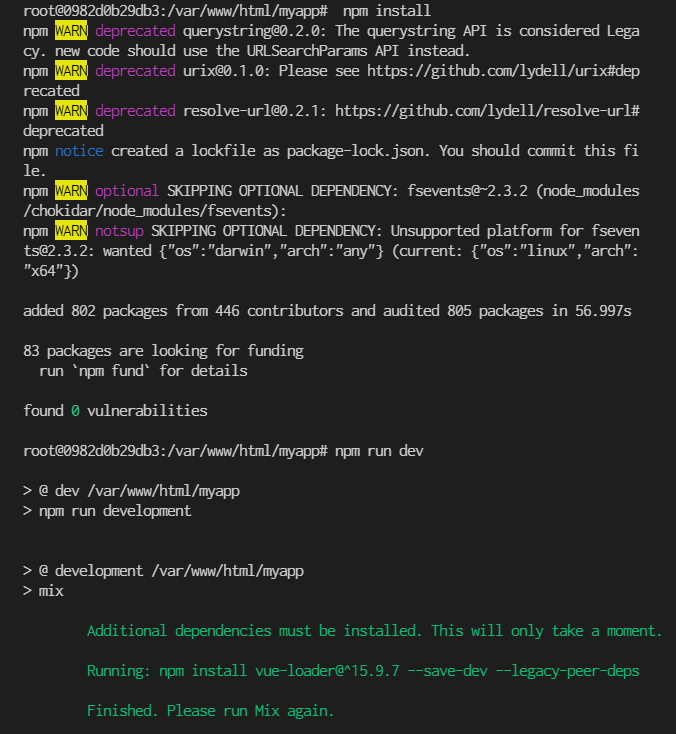 root@0982d0b29db3:/var/www/html/myapp#  npm install
npm WARN deprecated querystring@0.2.0: The querystring API is considered Lega
cy. new code should use the URLSearchParams API instead.
npm WARN deprecated urix@0.1.0: Please see https://github.com/lydell/urix#dep
recated
npm WARN deprecated resolve-url@0.2.1: https://github.com/lydell/resolve-url#
deprecated
npm notice created a lockfile as package-lock.json. You should commit this fi
le.
npm WARN optional SKIPPING OPTIONAL DEPENDENCY: fsevents@~2.3.2 (node_modules
/chokidar/node_modules/fsevents):
npm WARN notsup SKIPPING OPTIONAL DEPENDENCY: Unsupported platform for fseven
ts@2.3.2: wanted {"os":"darwin","arch":"any"} (current: {"os":"linux","arch":
"x64"})
added 802 packages from 446 contributors and audited 805 packages in 56.997s
83 packages are looking for funding
  run `npm fund` for details
found 0 vulnerabilities
root@0982d0b29db3:/var/www/html/myapp# npm run dev
> @ dev /var/www/html/myapp
> npm run development
> @ development /var/www/html/myapp
> mix
Additional dependencies must be installed. This will only take a moment.
Running: npm install vue-loader@^15.9.7 --save-dev --legacy-peer-deps
Finished. Please run Mix again.